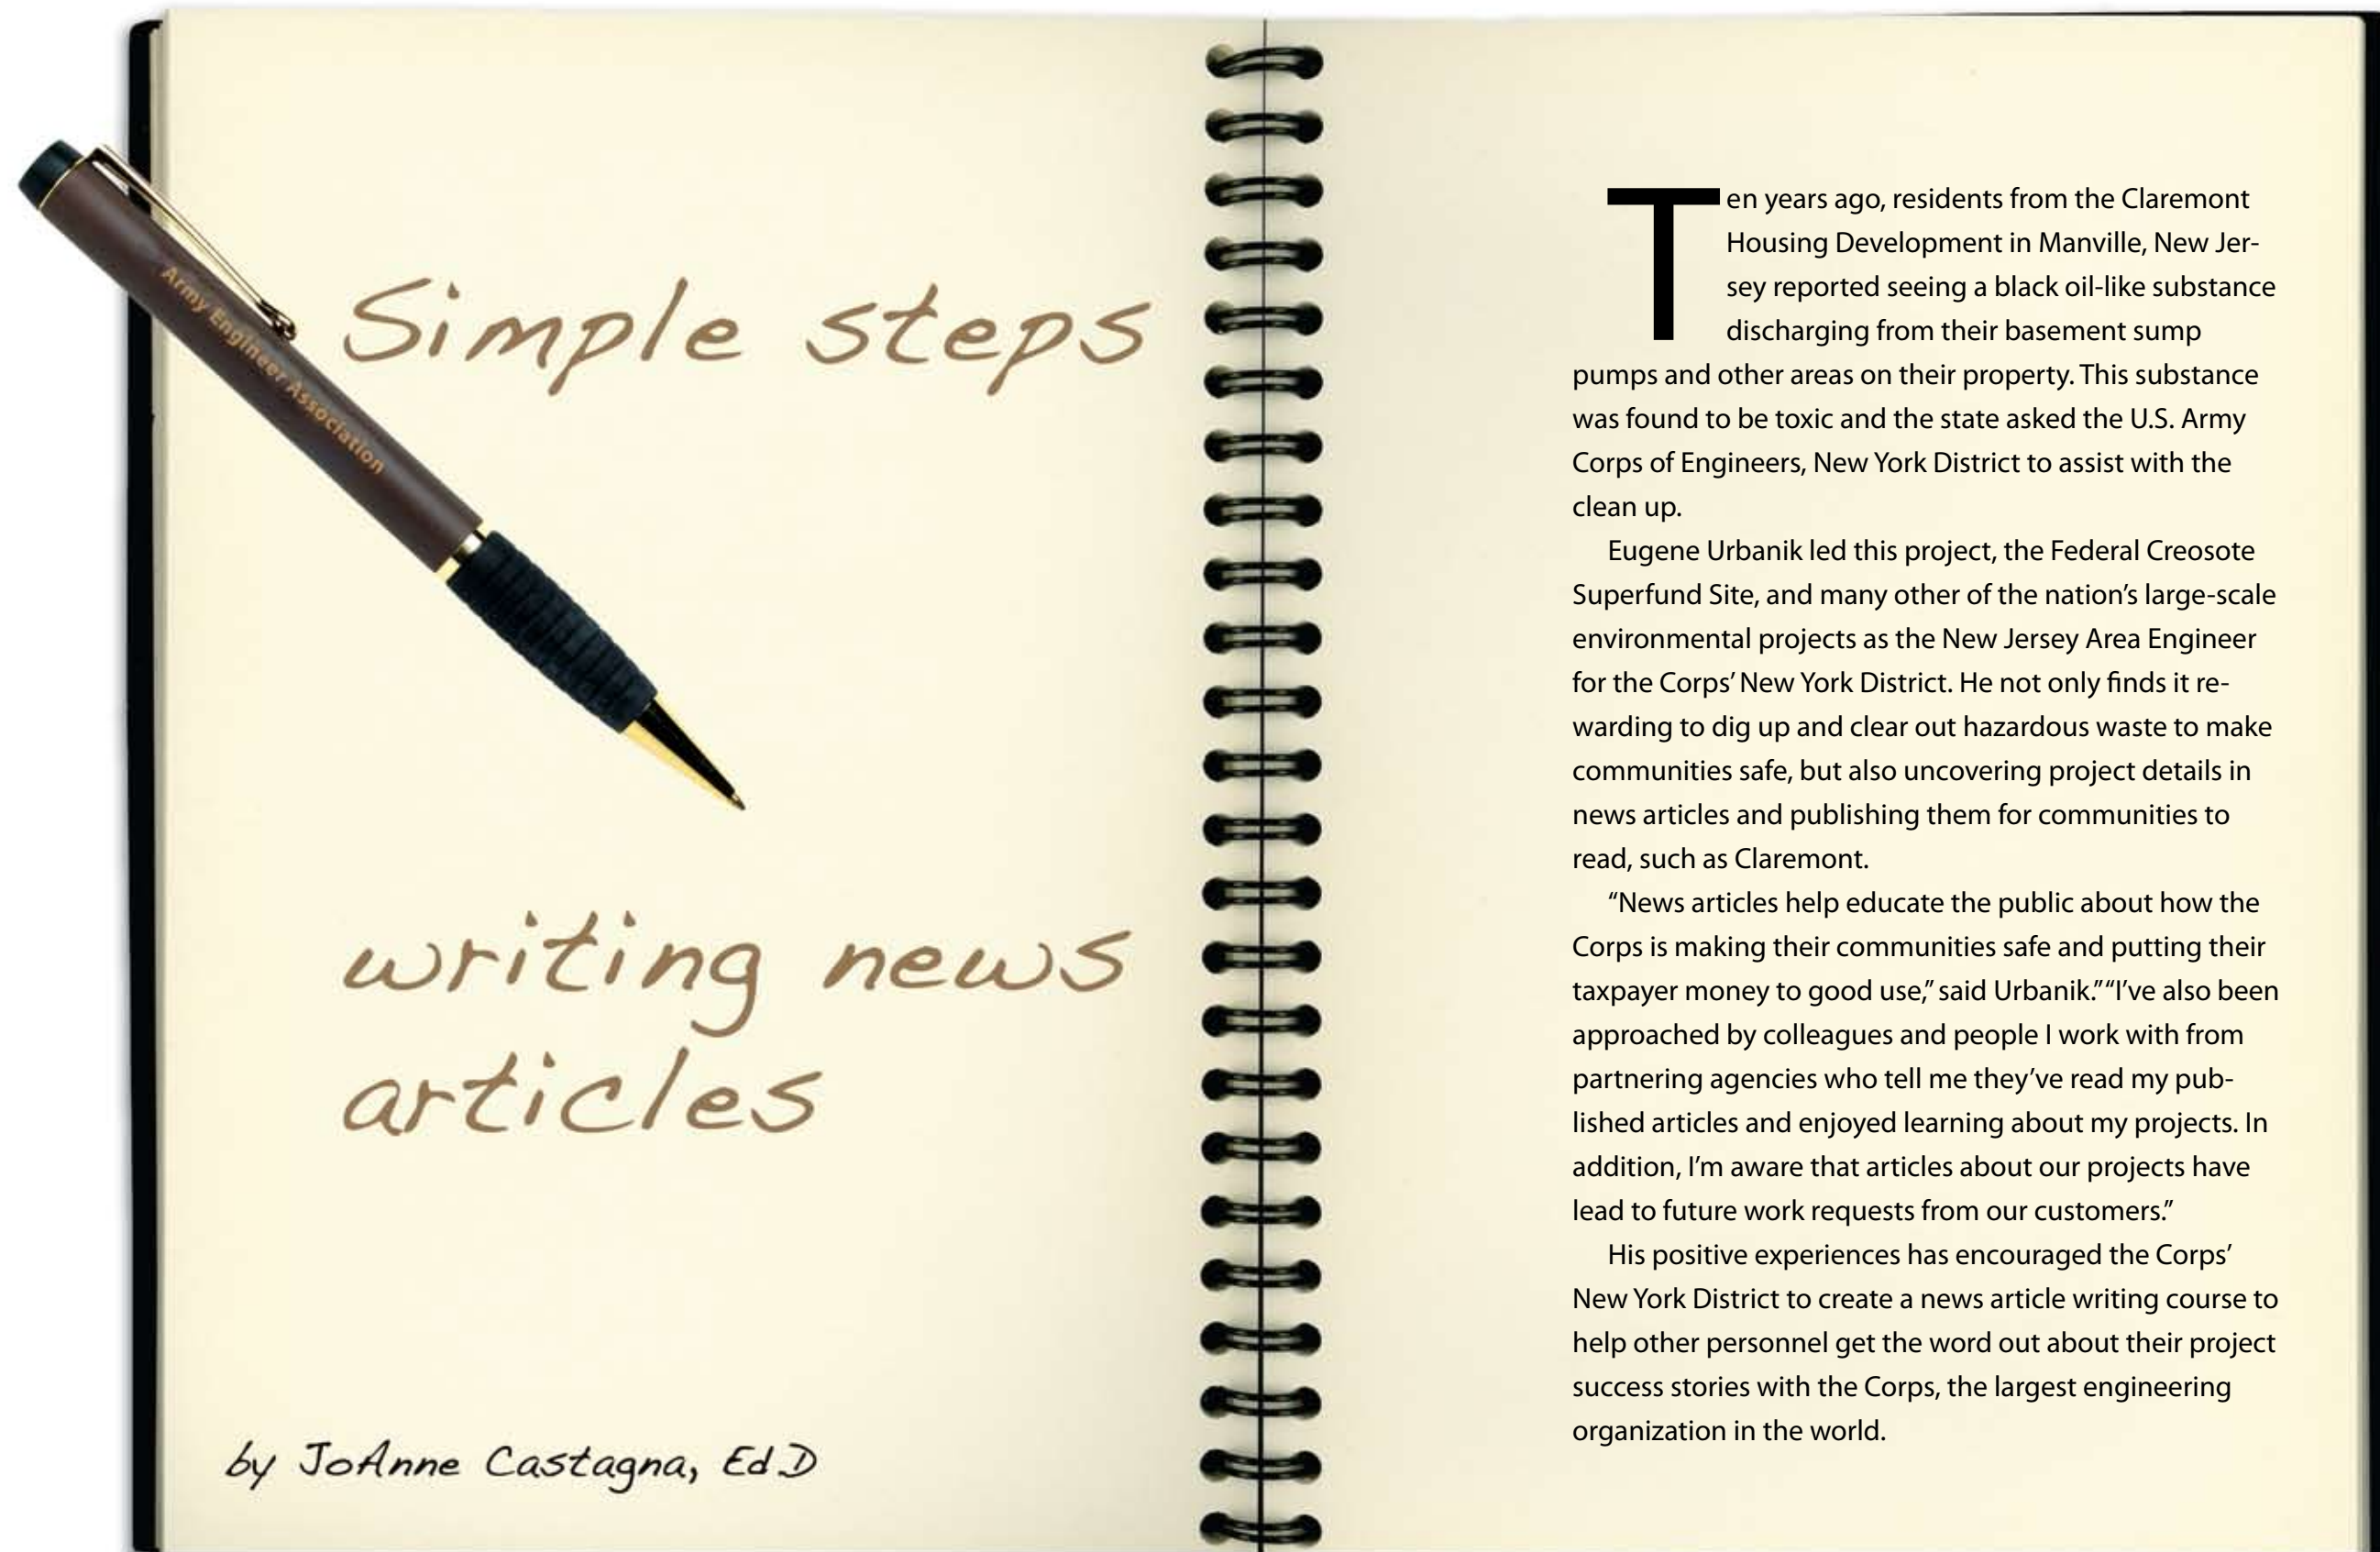 Army Engineer Association
Simple steps
writing news
articles
by JoAnne Castagna, Ed.D
Ten years ago, residents from the Claremont
Housing Development in Manville, New Jer-
sey reported seeing a black oil-like substance
discharging from their basement sump
pumps and other areas on their property. This substance
was found to be toxic and the state asked the U.S. Army
Corps of Engineers, New York District to assist with the
clean up.
Eugene Urbanik led this project, the Federal Creosote
Superfund Site, and many other of the nation’s large-scale
environmental projects as the New Jersey Area Engineer
for the Corps’ New York District. He not only finds it re-
warding to dig up and clear out hazardous waste to make
communities safe, but also uncovering project details in
news articles and publishing them for communities to
read, such as Claremont.
“News articles help educate the public about how the
Corps is making their communities safe and putting their
taxpayer money to good use,” said Urbanik.” “I’ve also been
approached by colleagues and people I work with from
partnering agencies who tell me they’ve read my pub-
lished articles and enjoyed learning about my projects. In
addition, I’m aware that articles about our projects have
lead to future work requests from our customers.”
His positive experiences has encouraged the Corps’
New York District to create a news article writing course to
help other personnel get the word out about their project
success stories with the Corps, the largest engineering
organization in the world.